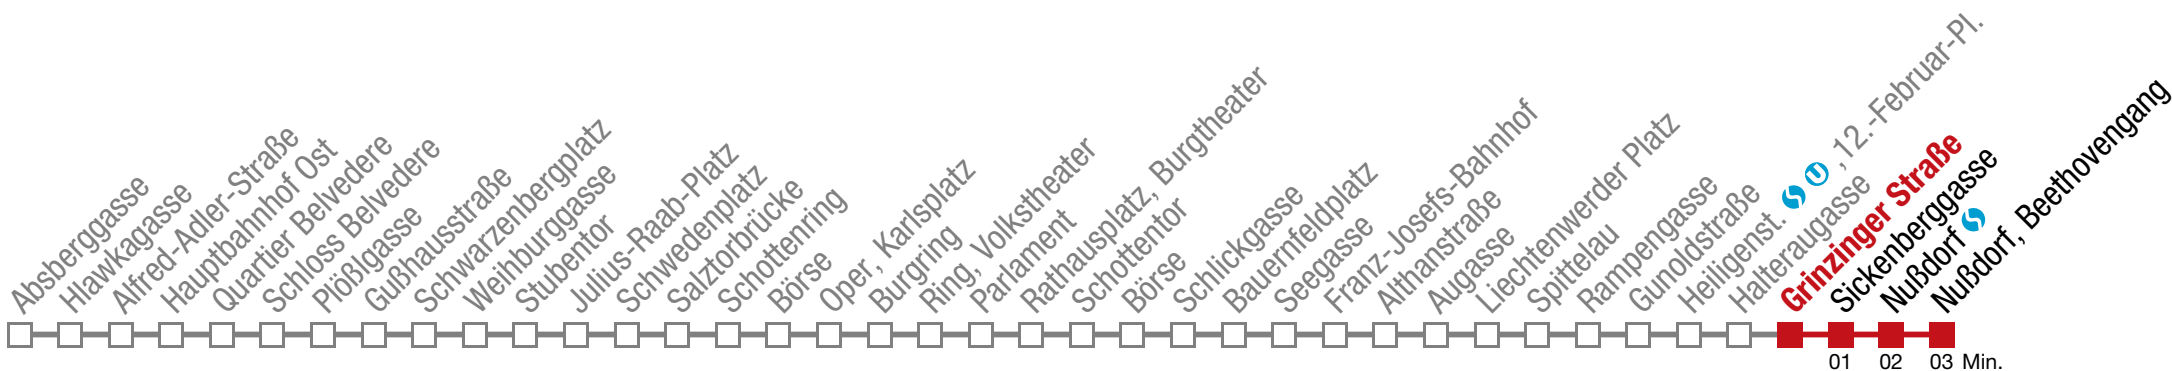 Absberggasse
Hlawkagasse
Alfred-Adler-Straße
Hauptbahnhof Ost
Quartier Belvedere
Schloss Belvedere
Plößlgasse
Gußhausstraße
Schwarzenbergplatz
Weihburggasse
Stubentor
Julius-Raab-Platz
Schwedenplatz
Salztorbrücke
Schottenring
Börse
Oper, Karlsplatz
Burgring
Ring, Volkstheater
Parlament
Rathausplatz, Burgtheater
Schottentor
Börse
Schlickgasse
Bauernfeldplatz
Seegasse
Franz-Josefs-Bahnhof
Althanstraße
Augasse
Liechtenwerder Platz
Spittelau
Rampengasse
Gunoldstraße
Heiligenst. S U ,12.-Februar-Pl.
Halteraugasse
Grinzinger Straße
Sickenberggasse
Nußdorf S
Nußdorf, Beethovengang
01 02 03 Min.